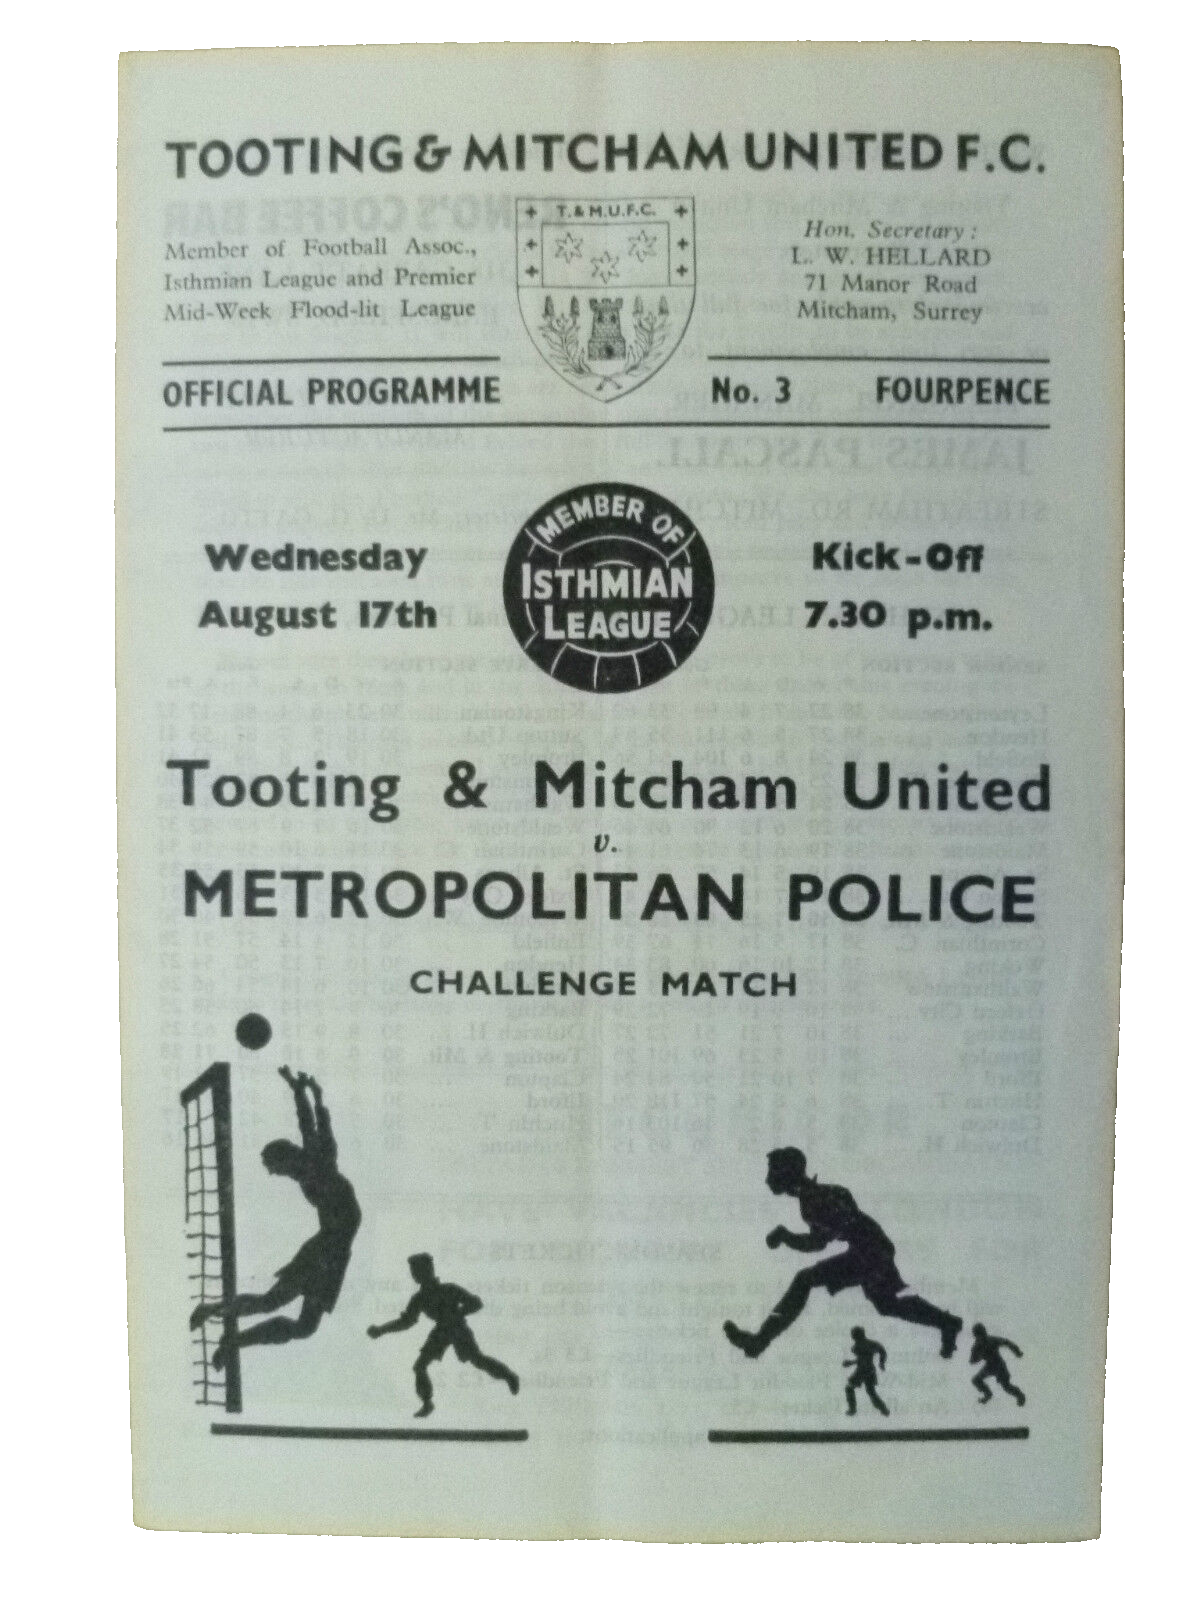 TOOTING & MITCHAM UNITED F.C.
Member of Football Assoc.,
Isthmian League and Premier
Mid-Week Flood-lit League
T. & M.U.F.C.
Hon. Secretary:
L. W. HELLARD
71 Manor Road
Mitcham, Surrey
OFFICIAL PROGRAMME
No. 3
FOURPENCE
Wednesday
August 17th
MEMBER OF
ISTHMIAN
LEAGUE
Kick-Off
7.30 p.m.
Tooting & Mitcham United
v.
METROPOLITAN POLICE
CHALLENGE MATCH